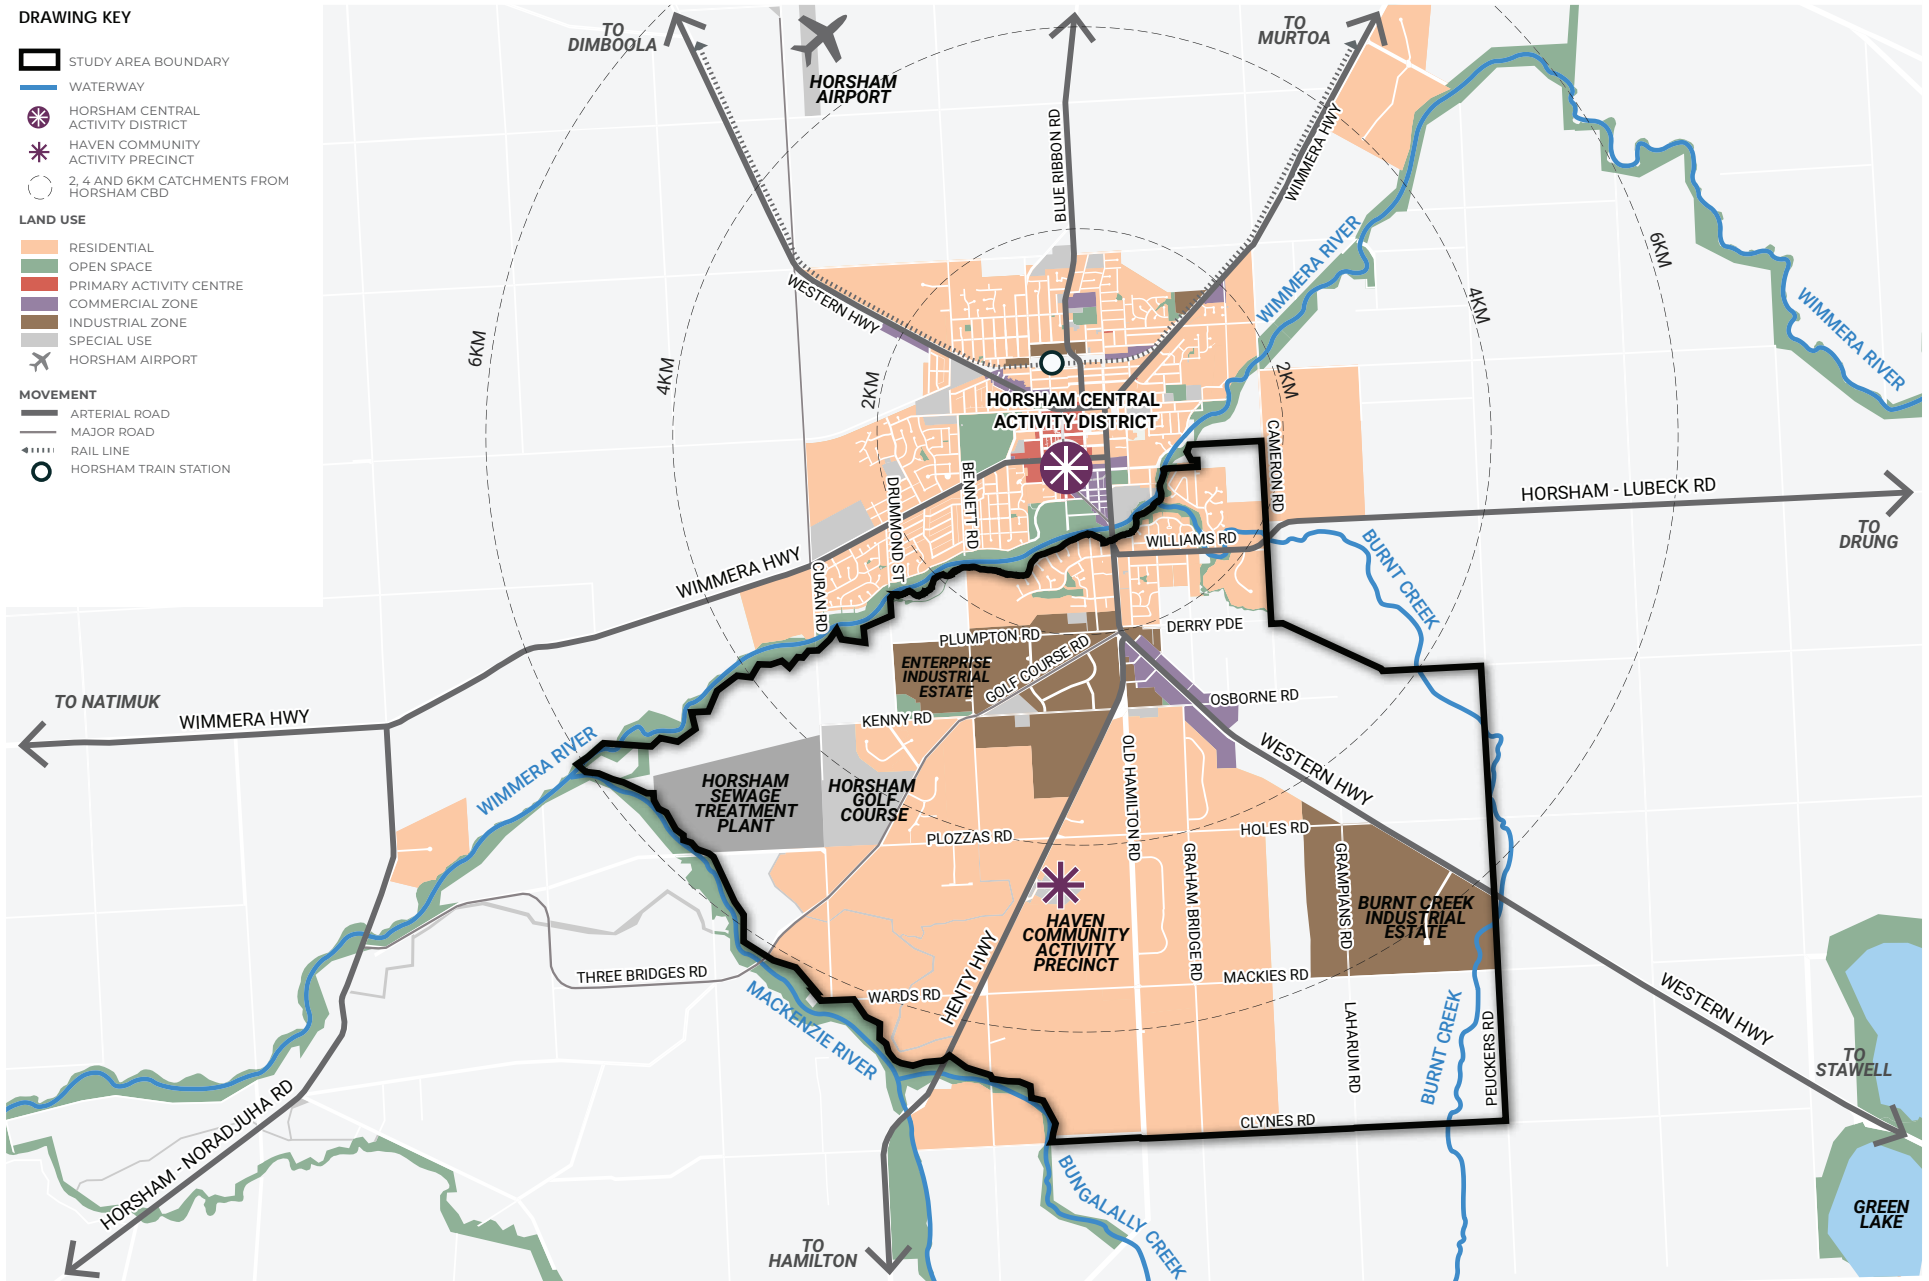 DRAWING KEY
STUDY AREA BOUNDARY
WATERWAY
HORSHAM CENTRAL
ACTIVITY DISTRICT
HAVEN COMMUNITY
ACTIVITY PRECINCT
2, 4 AND 6KM CATCHMENTS FROM
HORSHAM CBD
LAND USE
RESIDENTIAL
OPEN SPACE
PRIMARY ACTIVITY CENTRE
COMMERCIAL ZONE
INDUSTRIAL ZONE
SPECIAL USE
HORSHAM AIRPORT
MOVEMENT
ARTERIAL ROAD
MAJOR ROAD
RAIL LINE
HORSHAM TRAIN STATION
TO
DIMBOOLA
HORSHAM
AIRPORT
TO
MURTOA
BLUE RIBBON RD
WIMMERA HWY
WIMMERA RIVER
6KM
4KM
WIMMERA RIVER
WESTERN HWY
6KM
4KM
2KM
2KM
HORSHAM CENTRAL
ACTIVITY DISTRICT
CAMERON RD
BENNETT RD
DRUMMOND ST
HORSHAM - LUBECK RD
TO
DRUNG
WILLIAMS RD
BURNT CREEK
WIMMERA HWY
CURAN RD
PLUMPTON RD
DERRY PDE
ENTERPRISE
INDUSTRIAL
ESTATE
GOLF COURSE RD
OSBORNE RD
TO NATIMUK
WIMMERA HWY
KENNY RD
WIMMERA RIVER
OLD HAMILTON RD
WESTERN HWY
HORSHAM
SEWAGE
TREATMENT
PLANT
HORSHAM
GOLF
COURSE
PLOZZAS RD
HOLES RD
GRAHAM BRIDGE RD
GRAMPIANS RD
BURNT CREEK
INDUSTRIAL
ESTATE
HAVEN
COMMUNITY
ACTIVITY
PRECINCT
HENTY HWY
THREE BRIDGES RD
WARDS RD
MACKIES RD
MACKENZIE RIVER
LAHARUM RD
BURNT CREEK
PEUCKERS RD
WESTERN HWY
TO
STAWELL
CLYNES RD
HORSHAM - NORADJUHA RD
BUNGALALLY CREEK
TO
HAMILTON
GREEN
LAKE